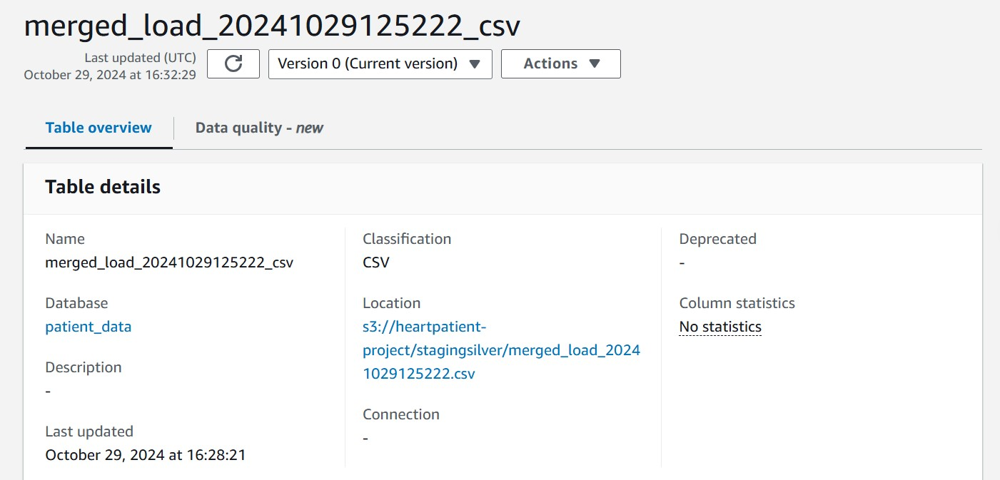 merged_load_20241029125222_csv
Last updated (UTC)
October 29, 2024 at 16:32:29
Version 0 (Current version)
Actions
Table overview
Data quality - new
Table details
Name
merged_load_20241029125222_csv
Database
patient_data
Description
-
Last updated
October 29, 2024 at 16:28:21
Classification
CSV
Location
s3://heartpatient-
project/stagingsilver/merged_load_2024
1029125222.csv
Connection
-
Deprecated
-
Column statistics
No statistics